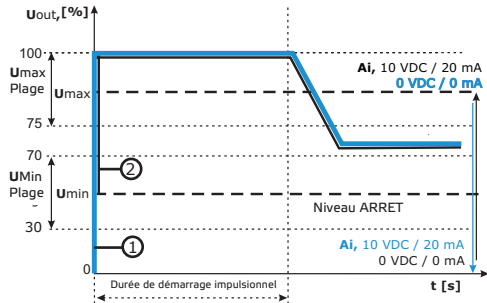 Uout, [%]
100
Umax
Plage
Umax
75
70
UMin
Plage
Umin
30
0
Ai, 10 VDC / 20 mA
0 VDC / 0 mA
2
Niveau ARRET
1
Ai, 10 VDC / 20 mA
0 VDC / 0 mA
Durée de démarrage impulsionnel
t [s]